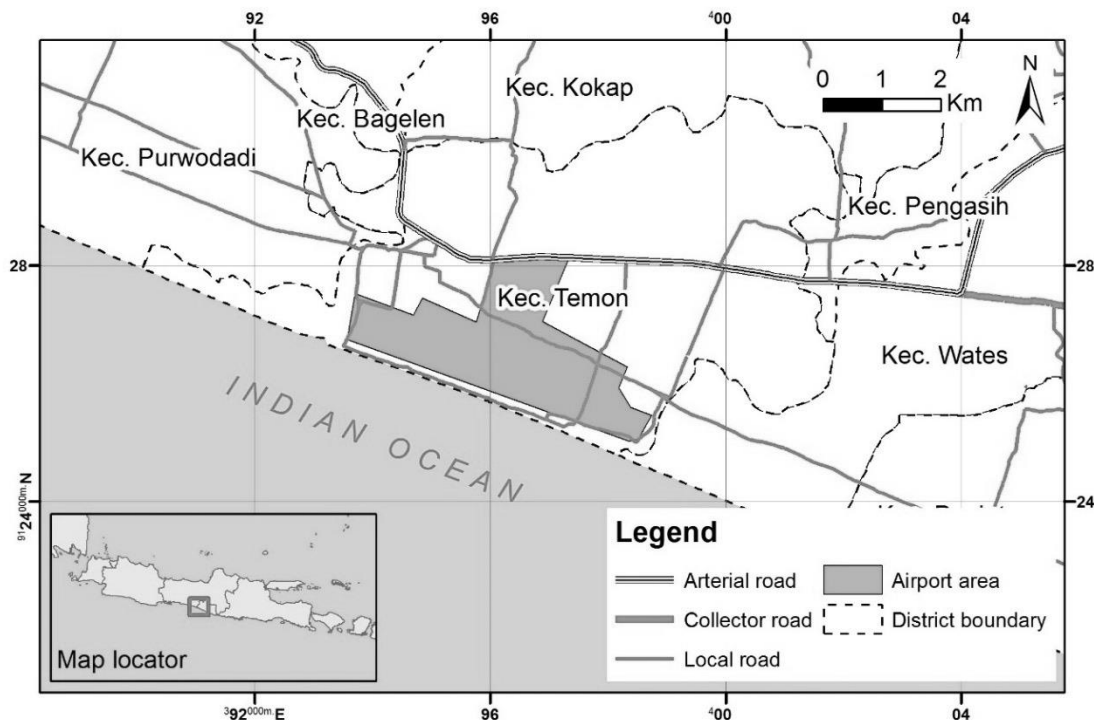 92 96 ⁴00 04
N
0 1 2
Km
Kec. Kokap
Kec. Bagelen
Kec. Purwodadi
Kec. Pengasih
28 28
Kec. Temon
Kec. Wates
INDIAN OCEAN
⁹¹24⁰⁰⁰ᵐ·N 24
Legend
Arterial road Airport area
Collector road District boundary
Local road
Map locator
³92⁰⁰⁰ᵐ·E 96 ⁴00 04